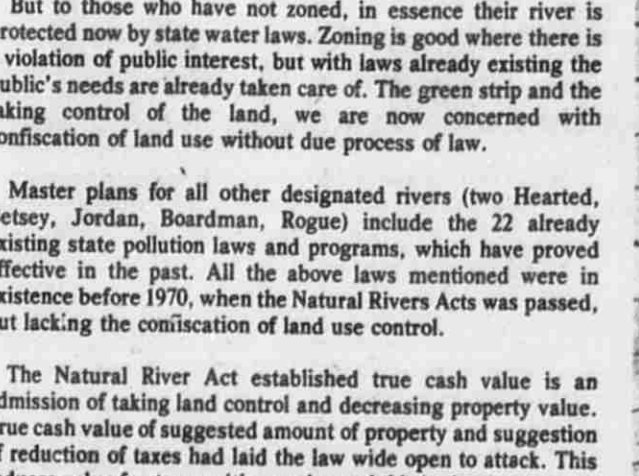 But to those who have not zoned, in essence their river is
rotected now by state water laws. Zoning is good where there is
violation of public interest, but with laws already existing the
ublic's needs are already taken care of. The green strip and the
aking control of the land, we are now concerned with
onfiscation of land use without due process of law.
Master plans for all other designated rivers (two Hearted,
etsey, Jordan, Boardman, Rogue) include the 22 already
xisting state pollution laws and programs, which have proved
ffective in the past. All the above laws mentioned were in
xistence before 1970, when the Natural Rivers Acts was passed,
ut lacking the confiscation of land use control.
The Natural River Act established true cash value is an
dmission of taking land control and decreasing property value.
rue cash value of suggested amount of property and suggestion
f reduction of taxes had laid the law wide open to attack. This